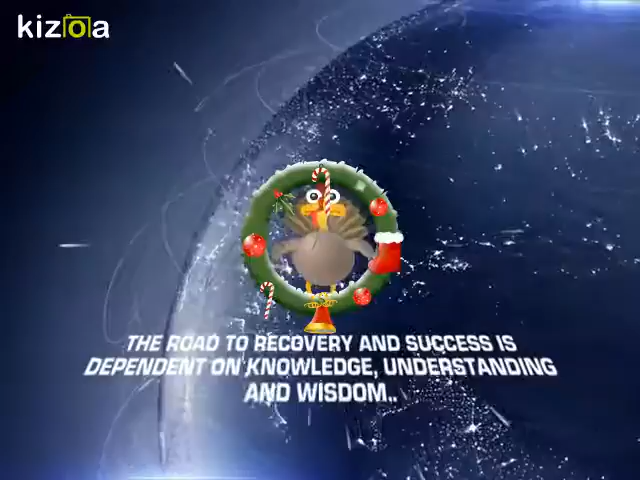 kizoa
THE ROAD TO RECOVERY AND SUCCESS IS
DEPENDENT ON KNOWLEDGE, UNDERSTANDING
AND WISDOM..